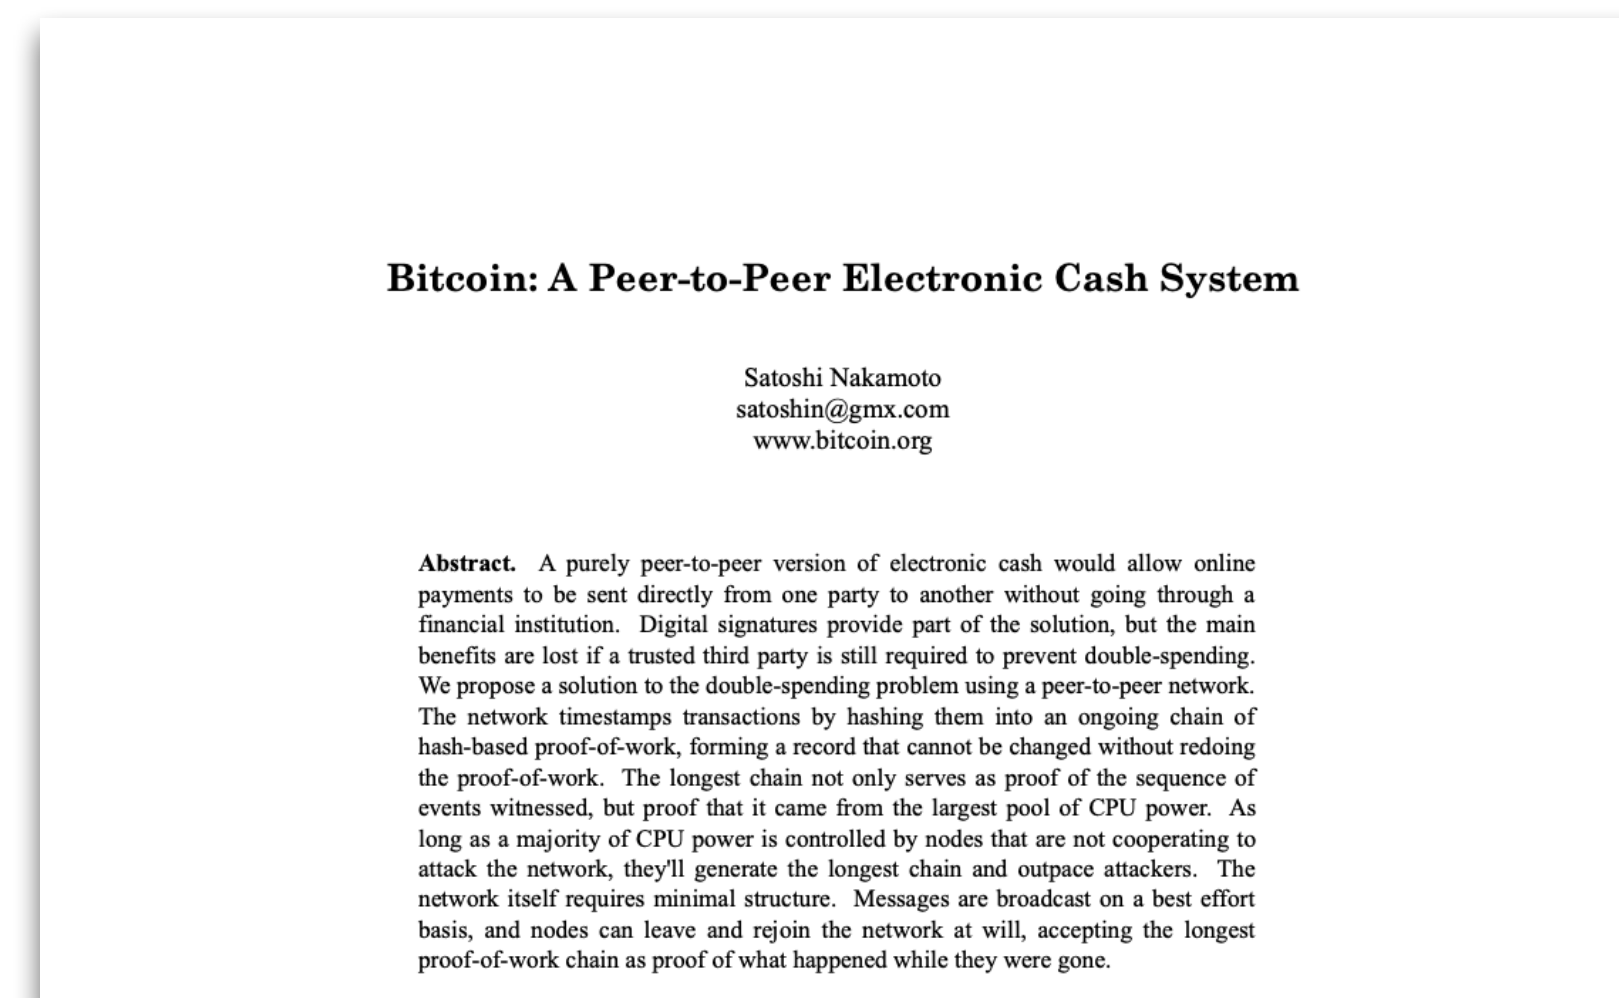 Bitcoin: A Peer-to-Peer Electronic Cash System
Satoshi Nakamoto
satoshin@gmx.com
www.bitcoin.org
Abstract. A purely peer-to-peer version of electronic cash would allow online
payments to be sent directly from one party to another without going through a
financial institution. Digital signatures provide part of the solution, but the main
benefits are lost if a trusted third party is still required to prevent double-spending.
We propose a solution to the double-spending problem using a peer-to-peer network.
The network timestamps transactions by hashing them into an ongoing chain of
hash-based proof-of-work, forming a record that cannot be changed without redoing
the proof-of-work. The longest chain not only serves as proof of the sequence of
events witnessed, but proof that it came from the largest pool of CPU power. As
long as a majority of CPU power is controlled by nodes that are not cooperating to
attack the network, they'll generate the longest chain and outpace attackers. The
network itself requires minimal structure. Messages are broadcast on a best effort
basis, and nodes can leave and rejoin the network at will, accepting the longest
proof-of-work chain as proof of what happened while they were gone.